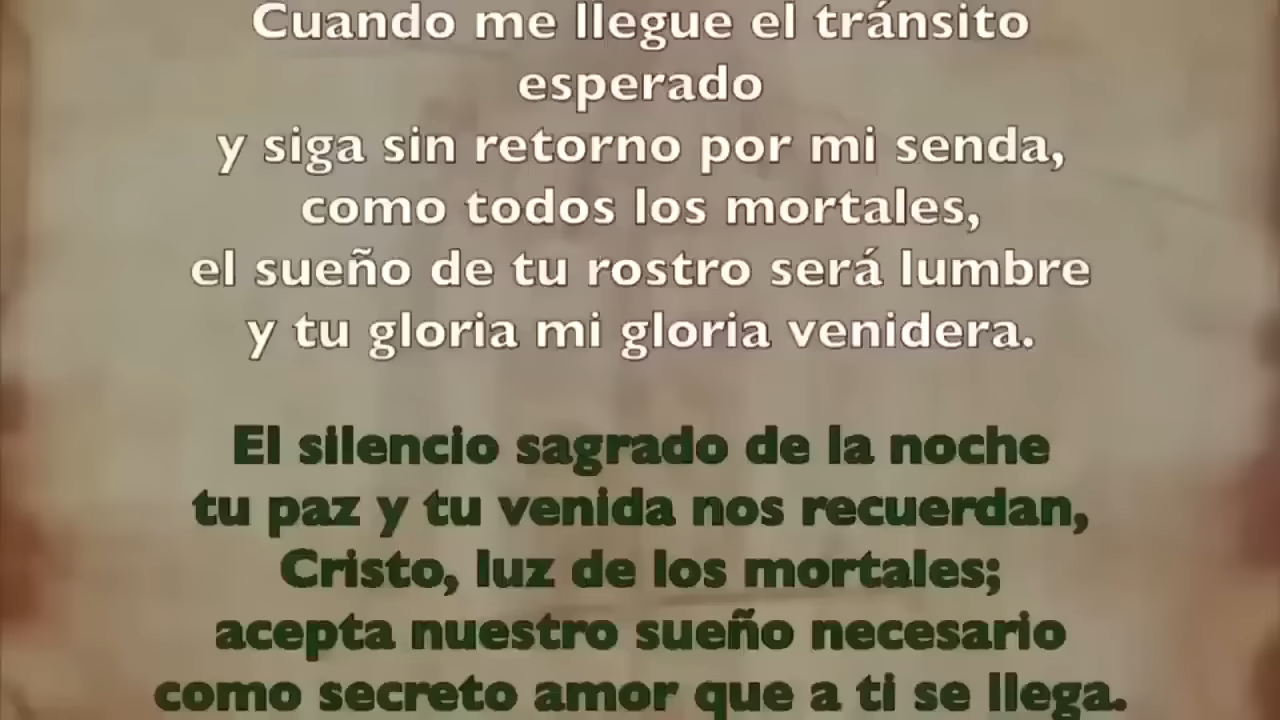 Cuando me llegue el tránsito
esperado
y siga sin retorno por mi senda,
como todos los mortales,
el sueño de tu rostro será lumbre
y tu gloria mi gloria venidera.
El silencio sagrado de la noche
tu paz y tu venida nos recuerdan,
Cristo, luz de los mortales;
acepta nuestro sueño necesario
como secreto amor que a ti se llega.